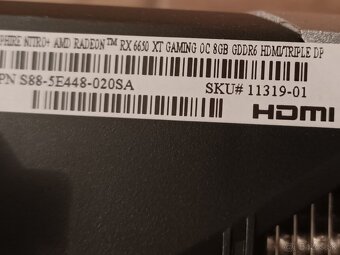 PHIRE NITRO+ AMD RADEON™ RX 6650 XT GAMING OC 8GB GDDR6 HDMI/TRIPLE DP
PN S88-5E448-020SA
SKU# 11319-01
HDMI